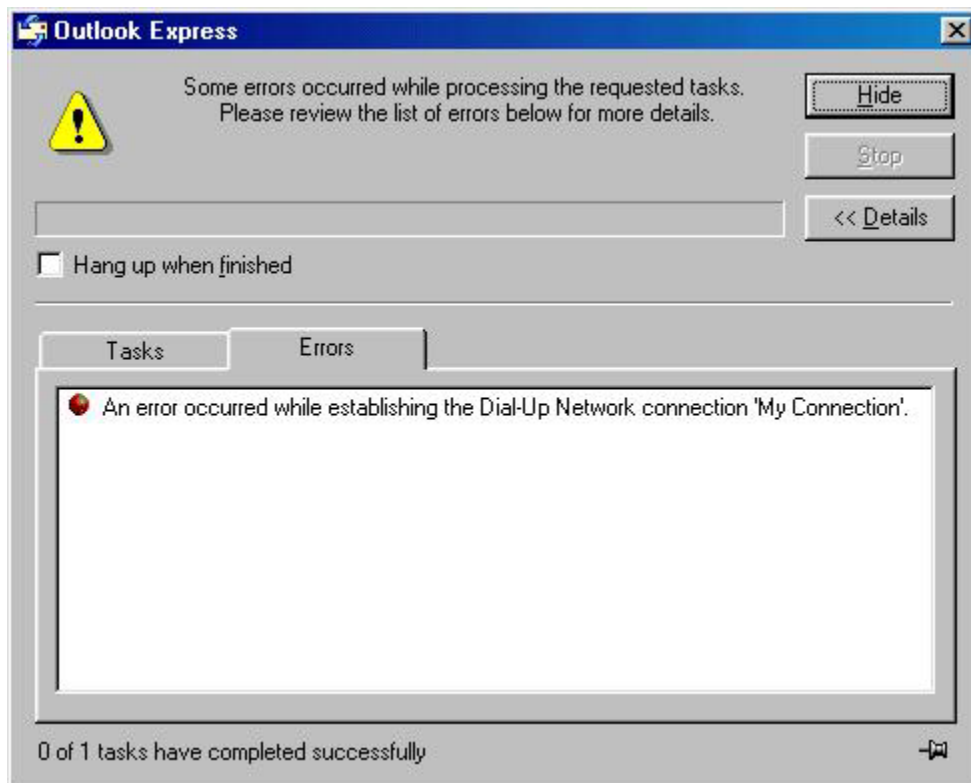 Outlook Express
Some errors occurred while processing the requested tasks.
Please review the list of errors below for more details.
Hide
Stop
<< Details
Hang up when finished
Tasks
Errors
An error occurred while establishing the Dial-Up Network connection 'My Connection'.
0 of 1 tasks have completed successfully